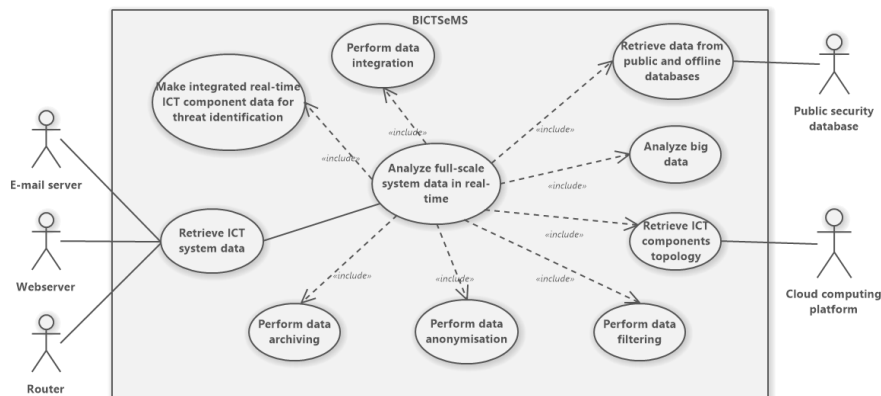 BICTSeMS
Perform data
integration
Retrieve data from
public and offline
databases
Make integrated real-time
ICT component data for
threat identification
Public security
database
«include»
«include»
«include»
Analyze big
data
Analyze full-scale
system data in real-
time
«include»
E-mail server
Retrieve ICT
system data
Retrieve ICT
components
topology
«include»
Webserver
Cloud computing
platform
«include»
«include»
«include»
Perform data
archiving
Perform data
anonymisation
Perform data
filtering
Router